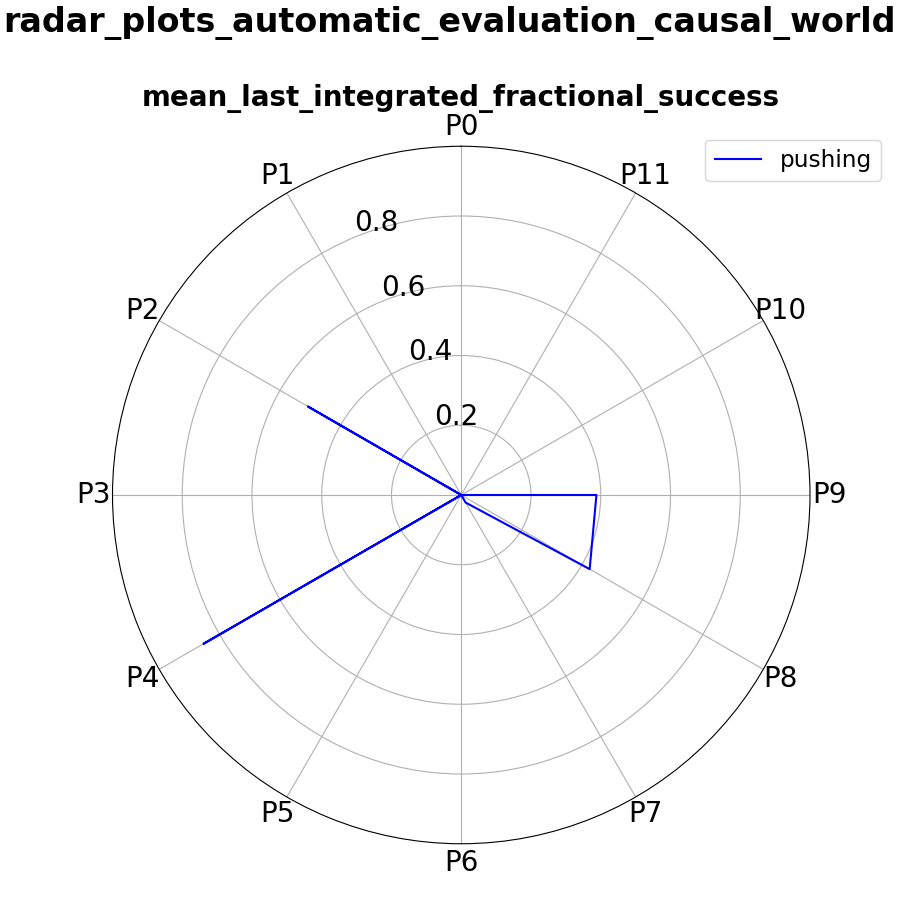 radar_plots_automatic_evaluation_causal_world
mean_last_integrated_fractional_success
P0
pushing
P1
P11
0.8
0.6
P2
P10
0.4
0.2
P3
P9
P4
P8
P5
P7
P6